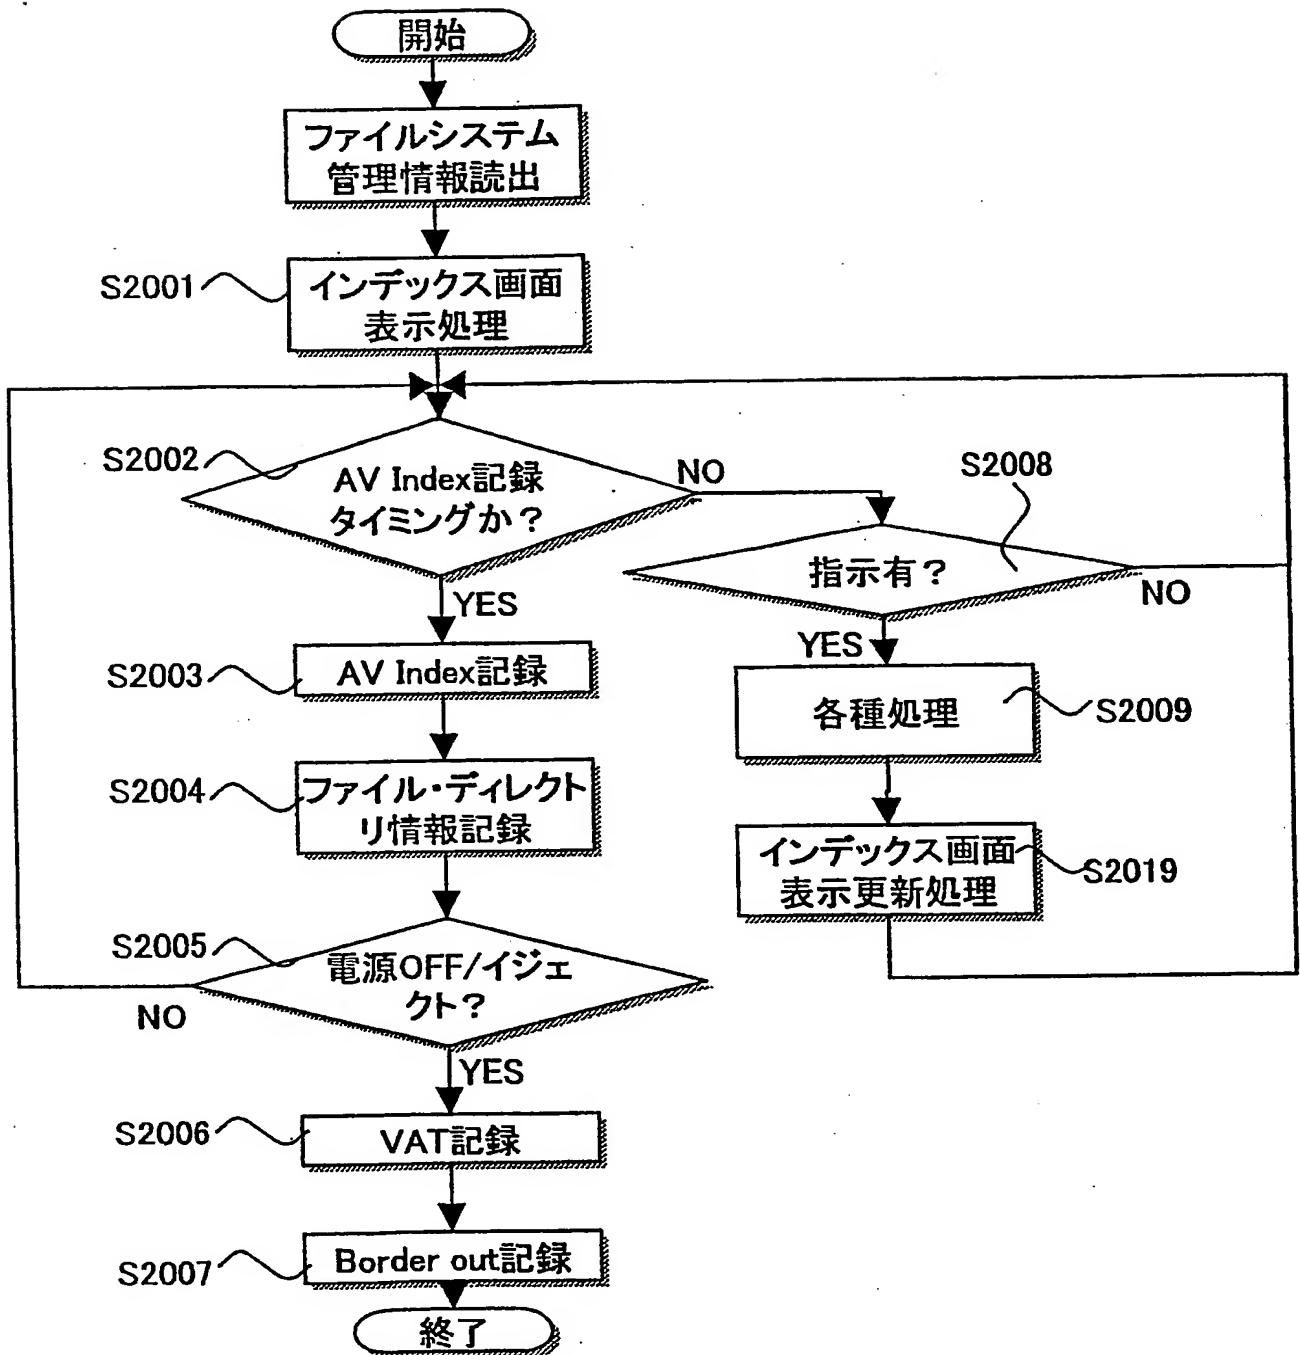 開始
ファイルシステム
管理情報読出
S2001
インデックス画面
表示処理
S2002
AV Index記録
タイミングか?
NO
YES
S2008
指示有?
NO
YES
S2003
AV Index記録
各種処理
S2009
S2004
ファイル・ディレクト
リ情報記録
インデックス画面
表示更新処理
S2019
S2005
電源OFF/イジェ
クト?
NO
YES
S2006
VAT記録
S2007
Border out記録
終了